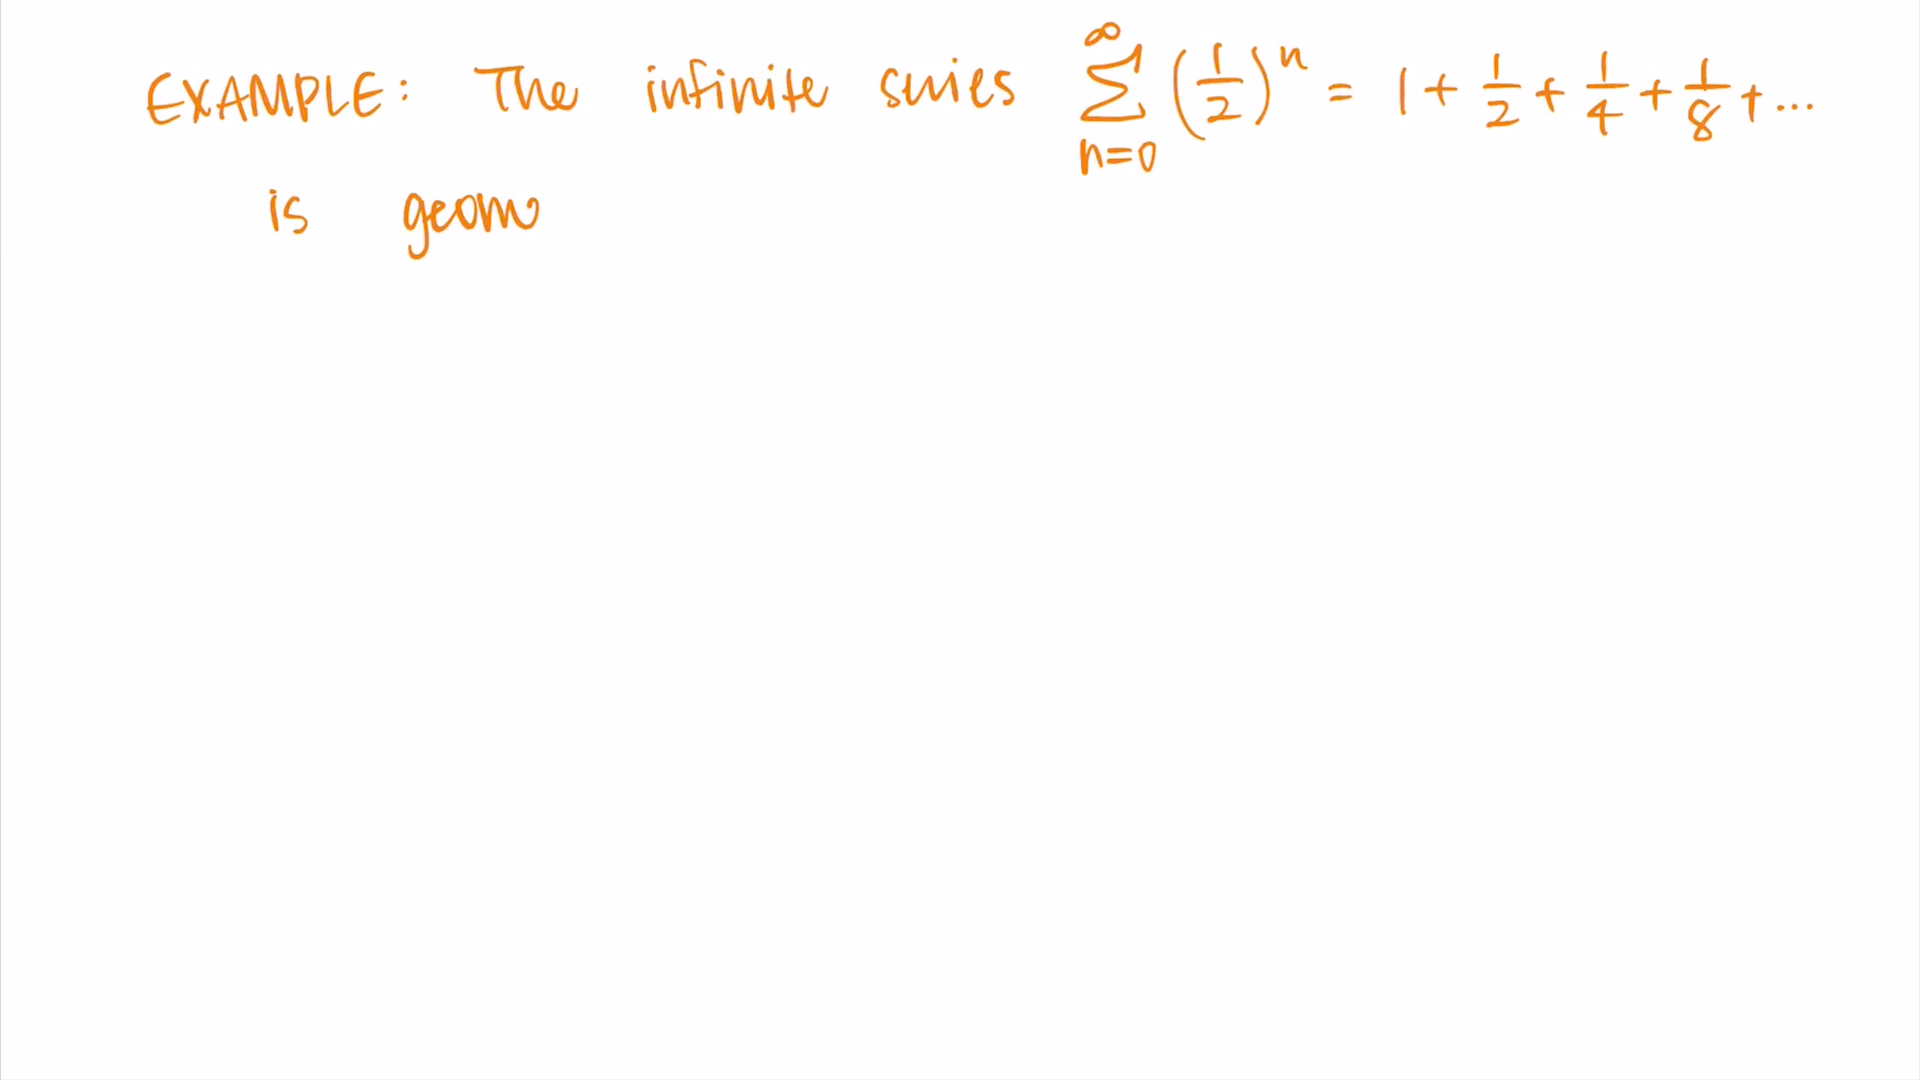 EXAMPLE: The infinite series ∞∑n=0 (1/2)^n = 1 + 1/2 + 1/4 + 1/8 + ...
is geom